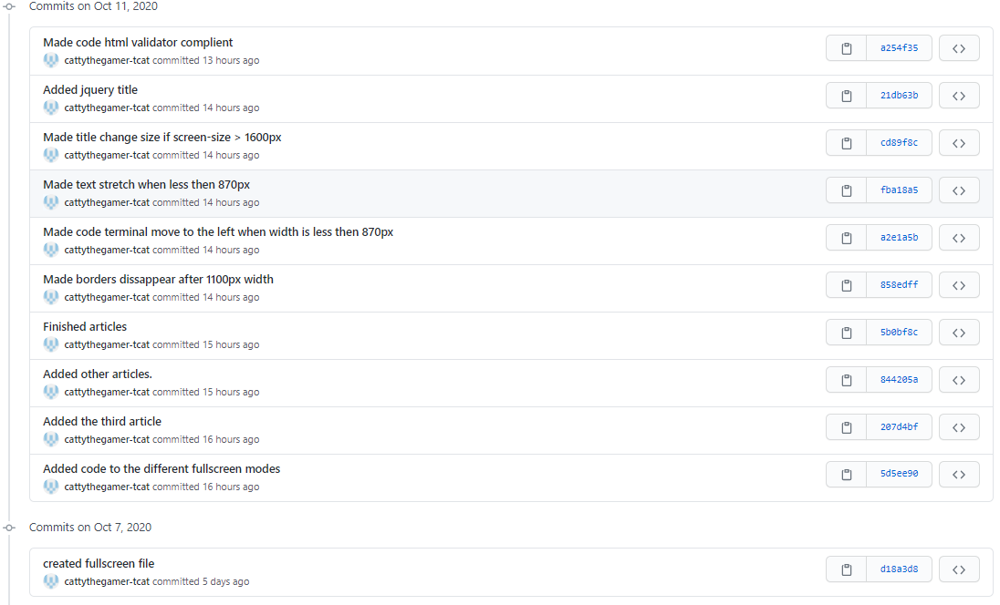 Commits on Oct 11, 2020
Made code html validator complient
a254f35
cattythegamer-tcat committed 13 hours ago
Added jquery title
21db63b
cattythegamer-tcat committed 14 hours ago
Made title change size if screen-size > 1600px
cd89f8c
cattythegamer-tcat committed 14 hours ago
Made text stretch when less then 870px
fba18a5
cattythegamer-tcat committed 14 hours ago
Made code terminal move to the left when width is less then 870px
a2e1a5b
cattythegamer-tcat committed 14 hours ago
Made borders dissappear after 1100px width
858edff
cattythegamer-tcat committed 14 hours ago
Finished articles
5b0bf8c
cattythegamer-tcat committed 15 hours ago
Added other articles.
844205a
cattythegamer-tcat committed 15 hours ago
Added the third article
207d4bf
cattythegamer-tcat committed 16 hours ago
Added code to the different fullscreen modes
5d5ee90
cattythegamer-tcat committed 16 hours ago
Commits on Oct 7, 2020
created fullscreen file
d18a3d8
cattythegamer-tcat committed 5 days ago